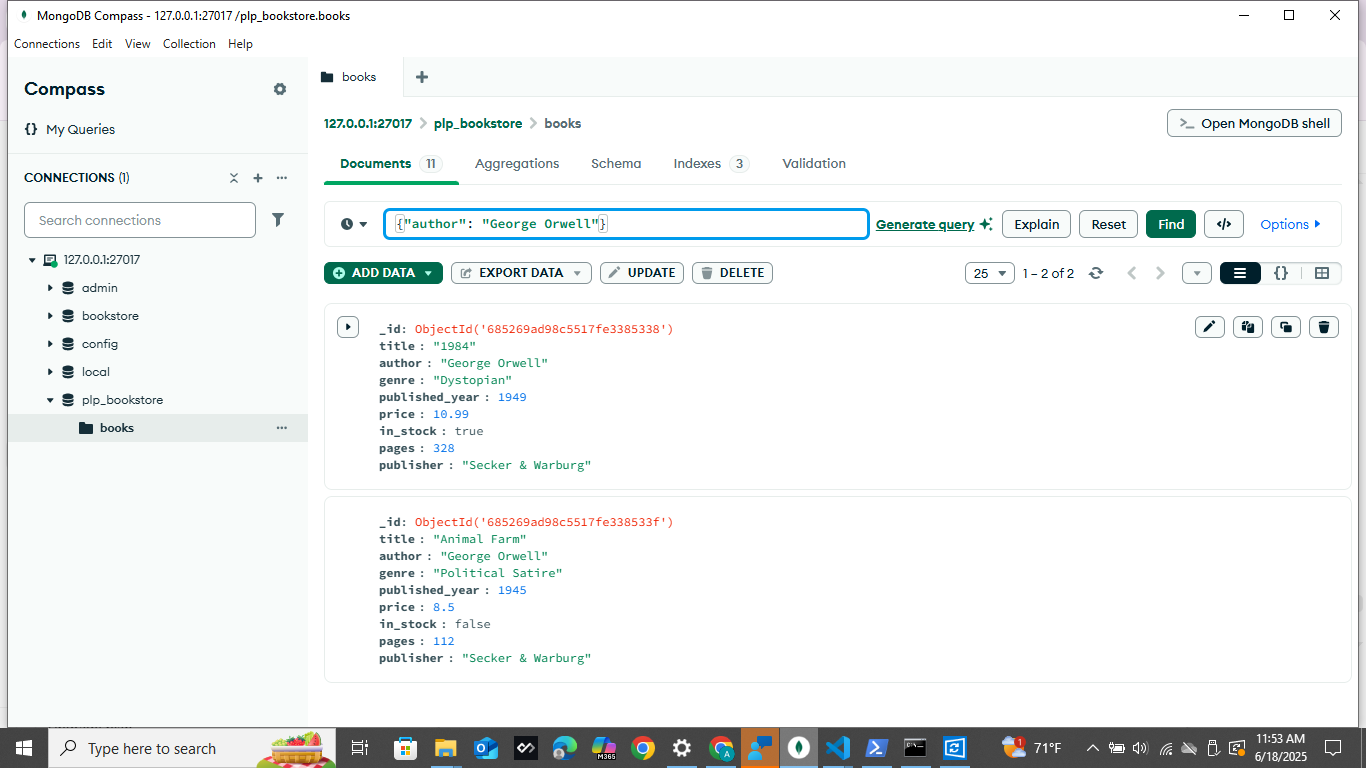 MongoDB Compass - 127.0.0.1:27017 /plp_bookstore.books
Connections Edit View Collection Help
Compass
books
{} My Queries
127.0.0.1:27017 > plp_bookstore > books
>_ Open MongoDB shell
Documents 11 Aggregations Schema Indexes 3 Validation
CONNECTIONS (1)
Search connections
{"author": "George Orwell"}
Generate query
Explain
Reset
Find
</>
Options
127.0.0.1:27017
admin
bookstore
config
local
plp_bookstore
books
ADD DATA
EXPORT DATA
UPDATE
DELETE
25
1 – 2 of 2
{}
_id: ObjectId('685269ad98c5517fe3385338')
title : "1984"
author : "George Orwell"
genre : "Dystopian"
published_year : 1949
price : 10.99
in_stock : true
pages : 328
publisher : "Secker & Warburg"
_id: ObjectId('685269ad98c5517fe338533f')
title : "Animal Farm"
author : "George Orwell"
genre : "Political Satire"
published_year : 1945
price : 8.5
in_stock : false
pages : 112
publisher : "Secker & Warburg"
Type here to search
M365
A
1
71°F
11:53 AM
6/18/2025